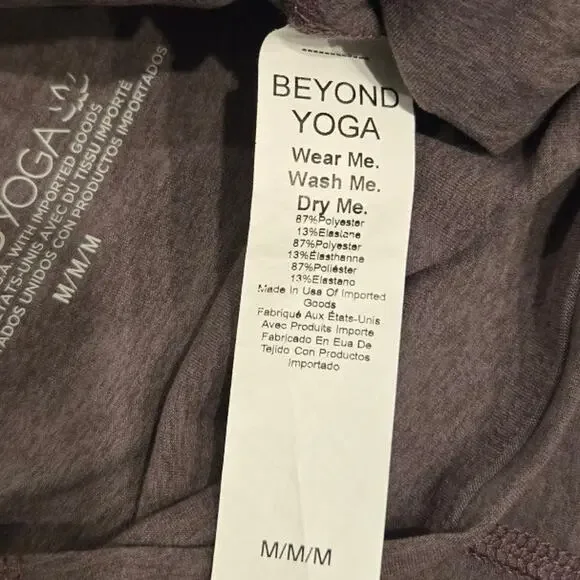 BEYOND
YOGA
Wear Me.
Wash Me.
Dry Me.
87%Polyester
13%Elastane
87%Polyester
13%Élasthanne
87%Poliéster
13%Elastano
Made In Usa Of Imported
Goods
Fabriqué Aux États-Unis
Avec Produits Importe
Fabricado En Eua De
Tejido Con Productos
Importado
M/M/M
YOGA
WITH IMPORTED GOODS
TATS-UNIS AVEC DU TISSU IMPORTÉ
UNIDOS CON PRODUCTOS IMPORTADOS
M/M/M